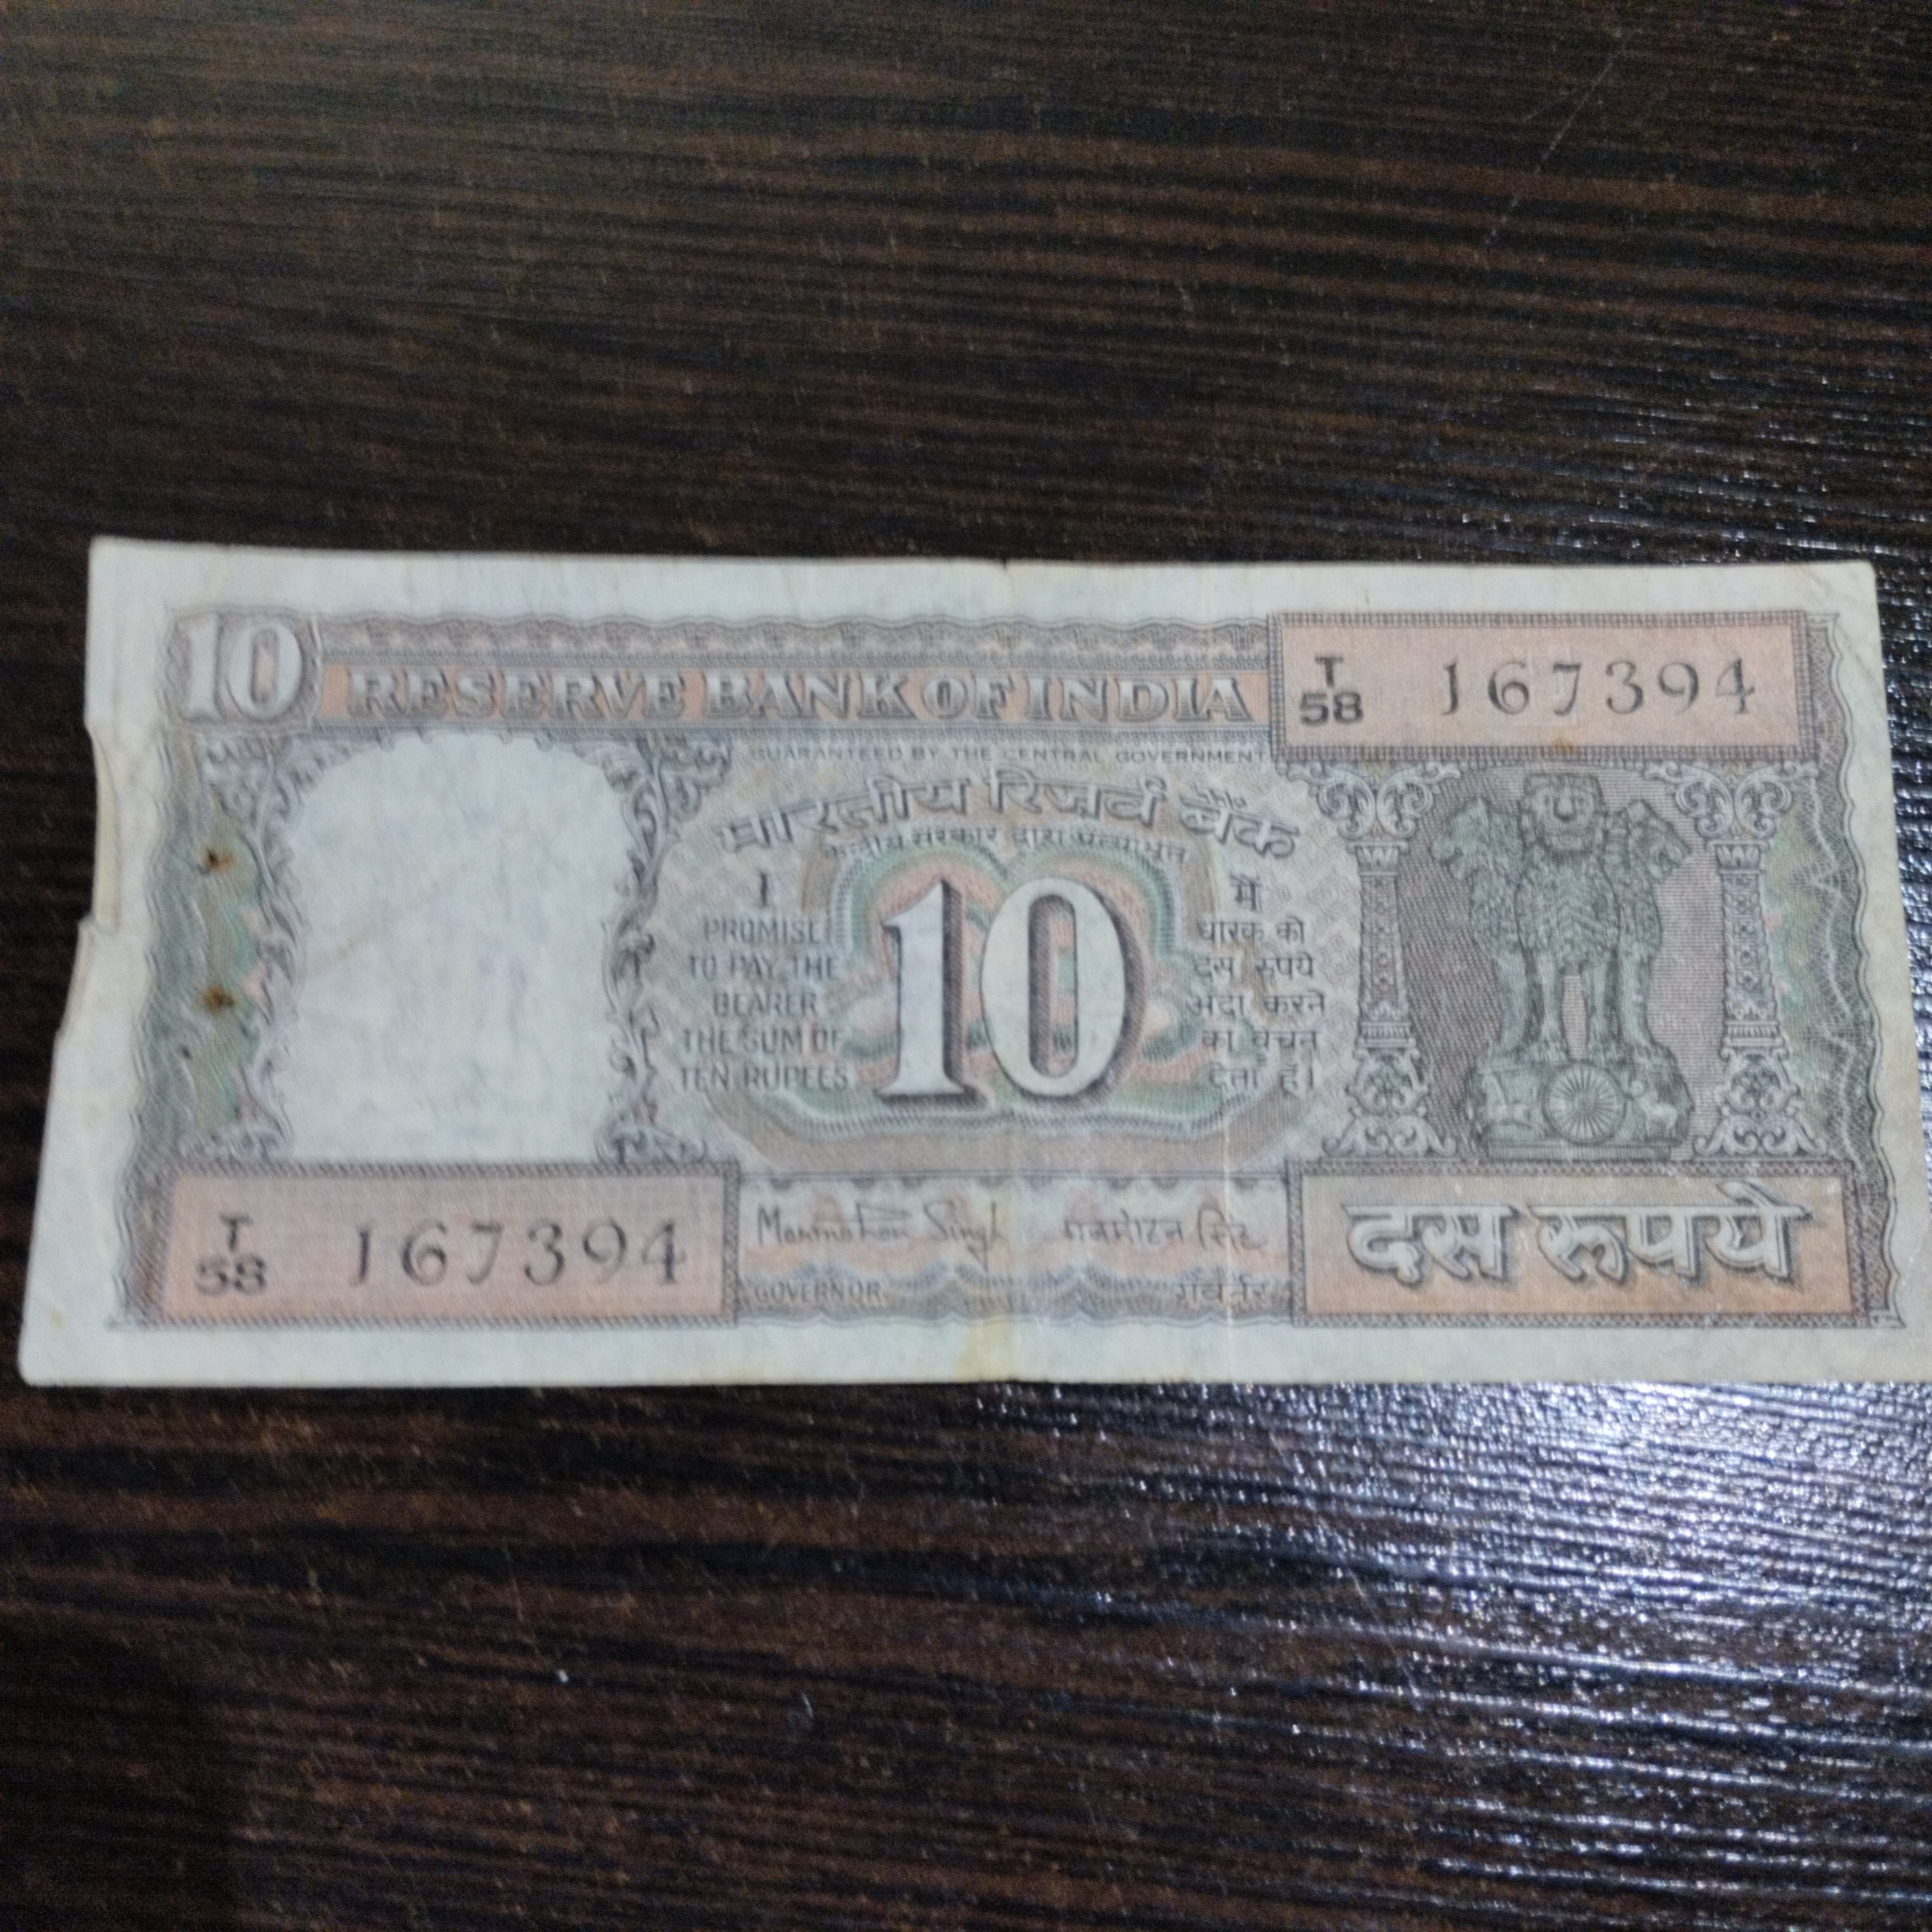 10
RESERVE BANK OF INDIA
T
58 167394
GUARANTEED BY THE CENTRAL GOVERNMENT
भारतीय रिज़र्व बैंक
केन्द्रीय सरकार द्वारा प्रत्याभूत
I
PROMISE
TO PAY THE
BEARER
THE SUM OF
TEN RUPEES
10
मैं
धारक को
दस रुपये
अदा करने
का वचन
देता हूँ।
T
58 167394
Manmohan Singh
मनमोहन सिंह
GOVERNOR
गवर्नर
दस रूपये